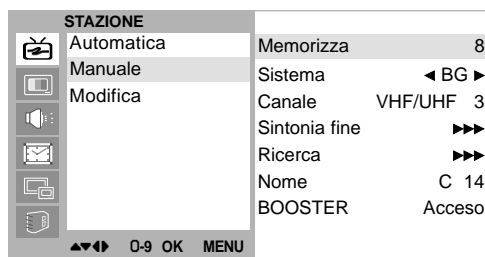 STAZIONE
Automatica
Manuale
Modifica
Memorizza 8
Sistema ◄ BG ►
Canale VHF/UHF 3
Sintonia fine ►►►
Ricerca ►►►
Nome C 14
BOOSTER Acceso
▲▼◄► 0-9 OK MENU